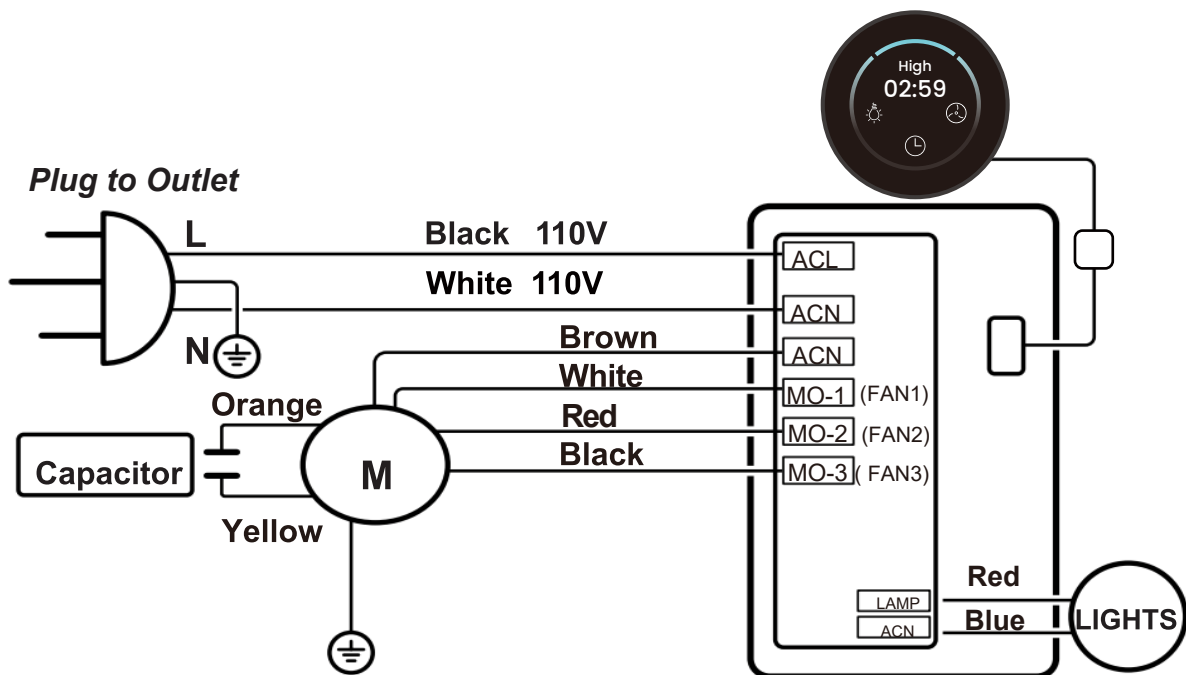 High
02:59
Plug to Outlet
L
Black 110V
ACL
White 110V
ACN
N
Brown
ACN
White
MO-1 (FAN1)
Orange
Red
MO-2 (FAN2)
Capacitor
M
Black
MO-3 ( FAN3)
Yellow
Red
LAMP
Blue
ACN
LIGHTS